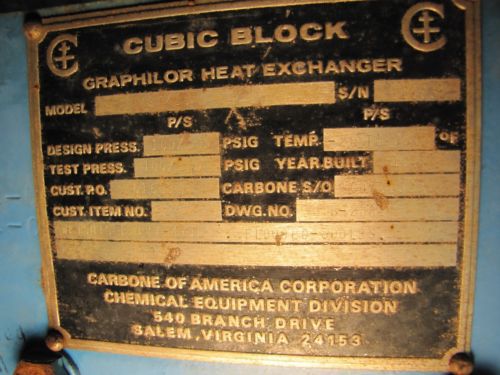 CUBIC BLOCK
GRAPHILOR HEAT EXCHANGER
MODEL S/N
P/S P/S
DESIGN PRESS. PSIG TEMP. °F
TEST PRESS. PSIG YEAR BUILT
CUST. P.O. CARBONE S/O
CUST. ITEM NO. DWG. NO.
CARBONE OF AMERICA CORPORATION
CHEMICAL EQUIPMENT DIVISION
540 BRANCH DRIVE
SALEM, VIRGINIA 24153